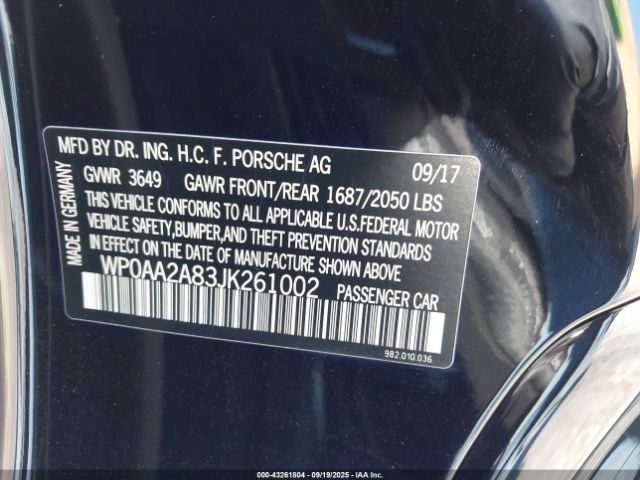 MFD BY DR. ING. H.C. F. PORSCHE AG 09/17
GVWR 3649 GAWR FRONT/REAR 1687/2050 LBS
THIS VEHICLE CONFORMS TO ALL APPLICABLE U.S.FEDERAL MOTOR
VEHICLE SAFETY,BUMPER,AND THEFT PREVENTION STANDARDS
IN EFFECT ON THE DATE OF MANUFACTURE SHOWN ABOVE.
WP0AA2A83JK261002 PASSENGER CAR
MADE IN GERMANY
982.010.036
000-43261804 - 09/19/2025 - IAA Inc.